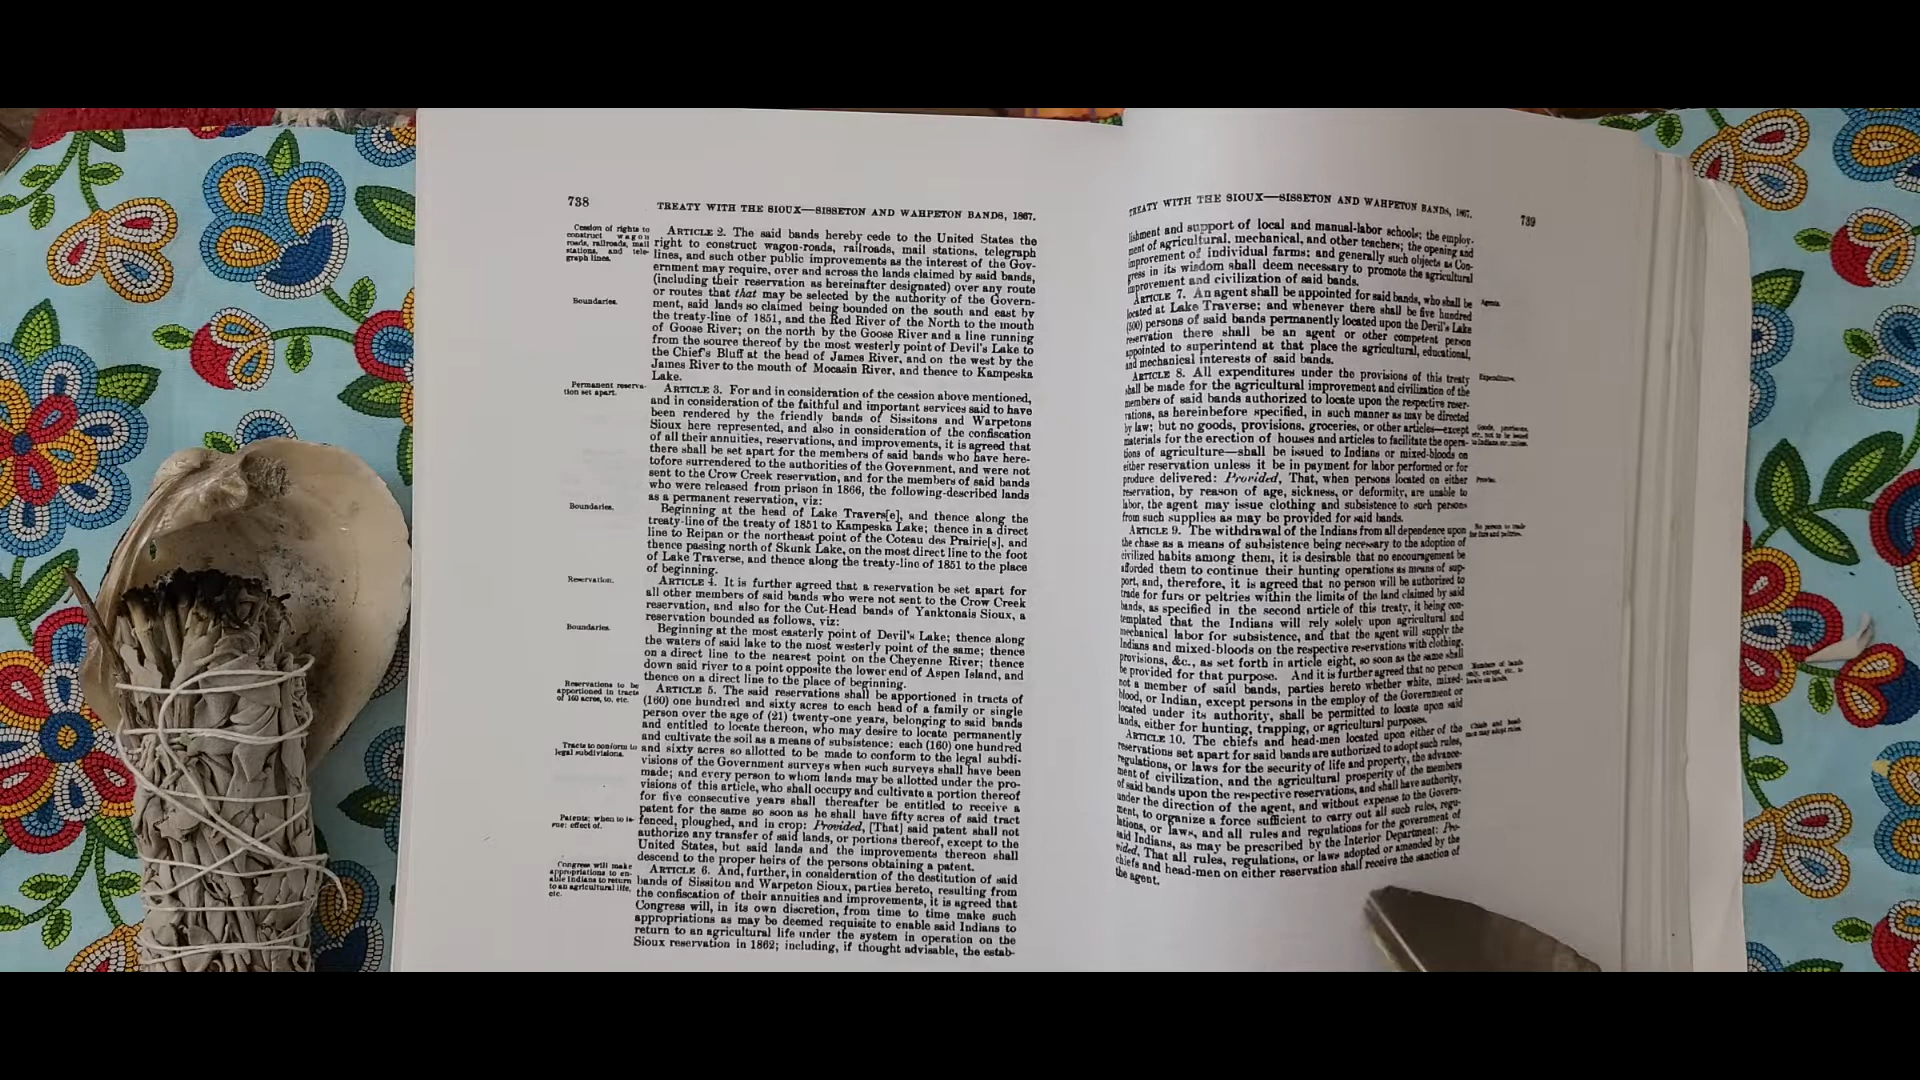 738
TREATY WITH THE SIOUX—SISSETON AND WAHPETON BANDS, 1867.
Cession of rights to
construct wagon
roads, railroads, mail
stations, and tele-
graph lines.
ARTICLE 2. The said bands hereby cede to the United States the
right to construct wagon-roads, railroads, mail stations, telegraph
lines, and such other public improvements as the interest of the Gov-
ernment may require, over and across the lands claimed by said bands,
(including their reservation as hereinafter designated) over any route
or routes that that may be selected by the authority of the Govern-
Boundaries.
ment, said lands so claimed being bounded on the south and east by
the treaty-line of 1851, and the Red River of the North to the mouth
of Goose River; on the north by the Goose River and a line running
from the source thereof by the most westerly point of Devil's Lake to
the Chief's Bluff at the head of James River, and on the west by the
James River to the mouth of Mocasin River, and thence to Kampeska
Lake.
Permanent reserva-
tion set apart.
ARTICLE 3. For and in consideration of the cession above mentioned,
and in consideration of the faithful and important services said to have
been rendered by the friendly bands of Sissitons and Warpetons
Sioux here represented, and also in consideration of the confiscation
of all their annuities, reservations, and improvements, it is agreed that
there shall be set apart for the members of said bands who have here-
tofore surrendered to the authorities of the Government, and were not
sent to the Crow Creek reservation, and for the members of said bands
who were released from prison in 1866, the following-described lands
as a permanent reservation, viz:
Boundaries.
Beginning at the head of Lake Travers[e], and thence along the
treaty-line of the treaty of 1851 to Kampeska Lake; thence in a direct
line to Reipan or the northeast point of the Coteau des Prairie[s], and
thence passing north of Skunk Lake, on the most direct line to the foot
of Lake Traverse, and thence along the treaty-line of 1851 to the place
of beginning.
Reservation.
ARTICLE 4. It is further agreed that a reservation be set apart for
all other members of said bands who were not sent to the Crow Creek
reservation, and also for the Cut-Head bands of Yanktonais Sioux, a
reservation bounded as follows, viz:
Boundaries.
Beginning at the most easterly point of Devil's Lake; thence along
the waters of said lake to the most westerly point of the same; thence
on a direct line to the nearest point on the Cheyenne River; thence
down said river to a point opposite the lower end of Aspen Island, and
thence on a direct line to the place of beginning.
Reservations to be
apportioned in tracts
of 160 acres, to, etc.
ARTICLE 5. The said reservations shall be apportioned in tracts of
(160) one hundred and sixty acres to each head of a family or single
person over the age of (21) twenty-one years, belonging to said bands
and entitled to locate thereon, who may desire to locate permanently
and cultivate the soil as a means of subsistence: each (160) one hundred
Tracts to conform to
legal subdivisions.
and sixty acres so allotted to be made to conform to the legal subdi-
visions of the Government surveys when such surveys shall have been
made; and every person to whom lands may be allotted under the pro-
visions of this article, who shall occupy and cultivate a portion thereof
for five consecutive years shall thereafter be entitled to receive a
patent for the same so soon as he shall have fifty acres of said tract
Patents; when to is-
sue; effect of.
fenced, ploughed, and in crop: Provided, [That] said patent shall not
authorize any transfer of said lands, or portions thereof, except to the
United States, but said lands and the improvements thereon shall
descend to the proper heirs of the persons obtaining a patent.
Congress will make
appropriations to en-
able Indians to return
to an agricultural life,
etc.
ARTICLE 6. And, further, in consideration of the destitution of said
bands of Sissiton and Warpeton Sioux, parties hereto, resulting from
the confiscation of their annuities and improvements, it is agreed that
Congress will, in its own discretion, from time to time make such
appropriations as may be deemed requisite to enable said Indians to
return to an agricultural life under the system in operation on the
Sioux reservation in 1862; including, if thought advisable, the estab-
TREATY WITH THE SIOUX—SISSETON AND WAHPETON BANDS, 1867.
739
lishment and support of local and manual-labor schools; the employ-
ment of agricultural, mechanical, and other teachers; the opening and
improvement of individual farms; and generally such objects as Con-
gress in its wisdom shall deem necessary to promote the agricultural
improvement and civilization of said bands.
ARTICLE 7. An agent shall be appointed for said bands, who shall be
Agents.
located at Lake Traverse; and whenever there shall be five hundred
(500) persons of said bands permanently located upon the Devil's Lake
reservation there shall be an agent or other competent person
appointed to superintend at that place the agricultural, educational,
and mechanical interests of said bands.
ARTICLE 8. All expenditures under the provisions of this treaty
Expenditures.
shall be made for the agricultural improvement and civilization of the
members of said bands authorized to locate upon the respective reser-
vations, as hereinbefore specified, in such manner as may be directed
by law; but no goods, provisions, groceries, or other articles—except
materials for the erection of houses and articles to facilitate the opera-
tions of agriculture—shall be issued to Indians or mixed-bloods on
either reservation unless it be in payment for labor performed or for
produce delivered: Provided, That, when persons located on either
Proviso.
reservation, by reason of age, sickness, or deformity, are unable to
labor, the agent may issue clothing and subsistence to such persons
from such supplies as may be provided for said bands.
ARTICLE 9. The withdrawal of the Indians from all dependence upon
No person to trade
for furs and peltries.
the chase as a means of subsistence being necessary to the adoption of
civilized habits among them, it is desirable that no encouragement be
afforded them to continue their hunting operations as means of sup-
port, and, therefore, it is agreed that no person will be authorized to
trade for furs or peltries within the limits of the land claimed by said
bands, as specified in the second article of this treaty, it being con-
templated that the Indians will rely solely upon agricultural and
mechanical labor for subsistence, and that the agent will supply the
Indians and mixed-bloods on the respective reservations with clothing,
provisions, &c., as set forth in article eight, so soon as the same shall
be provided for that purpose. And it is further agreed that no person
not a member of said bands, parties hereto whether white, mixed-
blood, or Indian, except persons in the employ of the Government or
located under its authority, shall be permitted to locate upon said
lands, either for hunting, trapping, or agricultural purposes.
ARTICLE 10. The chiefs and head-men located upon either of the
Chiefs and head-
men may adopt rules.
reservations set apart for said bands are authorized to adopt such rules,
regulations, or laws for the security of life and property, the advance-
ment of civilization, and the agricultural prosperity of the members
of said bands upon the respective reservations, and shall have authority,
under the direction of the agent, and without expense to the Govern-
ment, to organize a force sufficient to carry out all such rules, regu-
lations, or laws, and all rules and regulations for the government of
said Indians, as may be prescribed by the Interior Department: Pro-
vided, That all rules, regulations, or laws adopted or amended by the
chiefs and head-men on either reservation shall receive the sanction of
the agent.